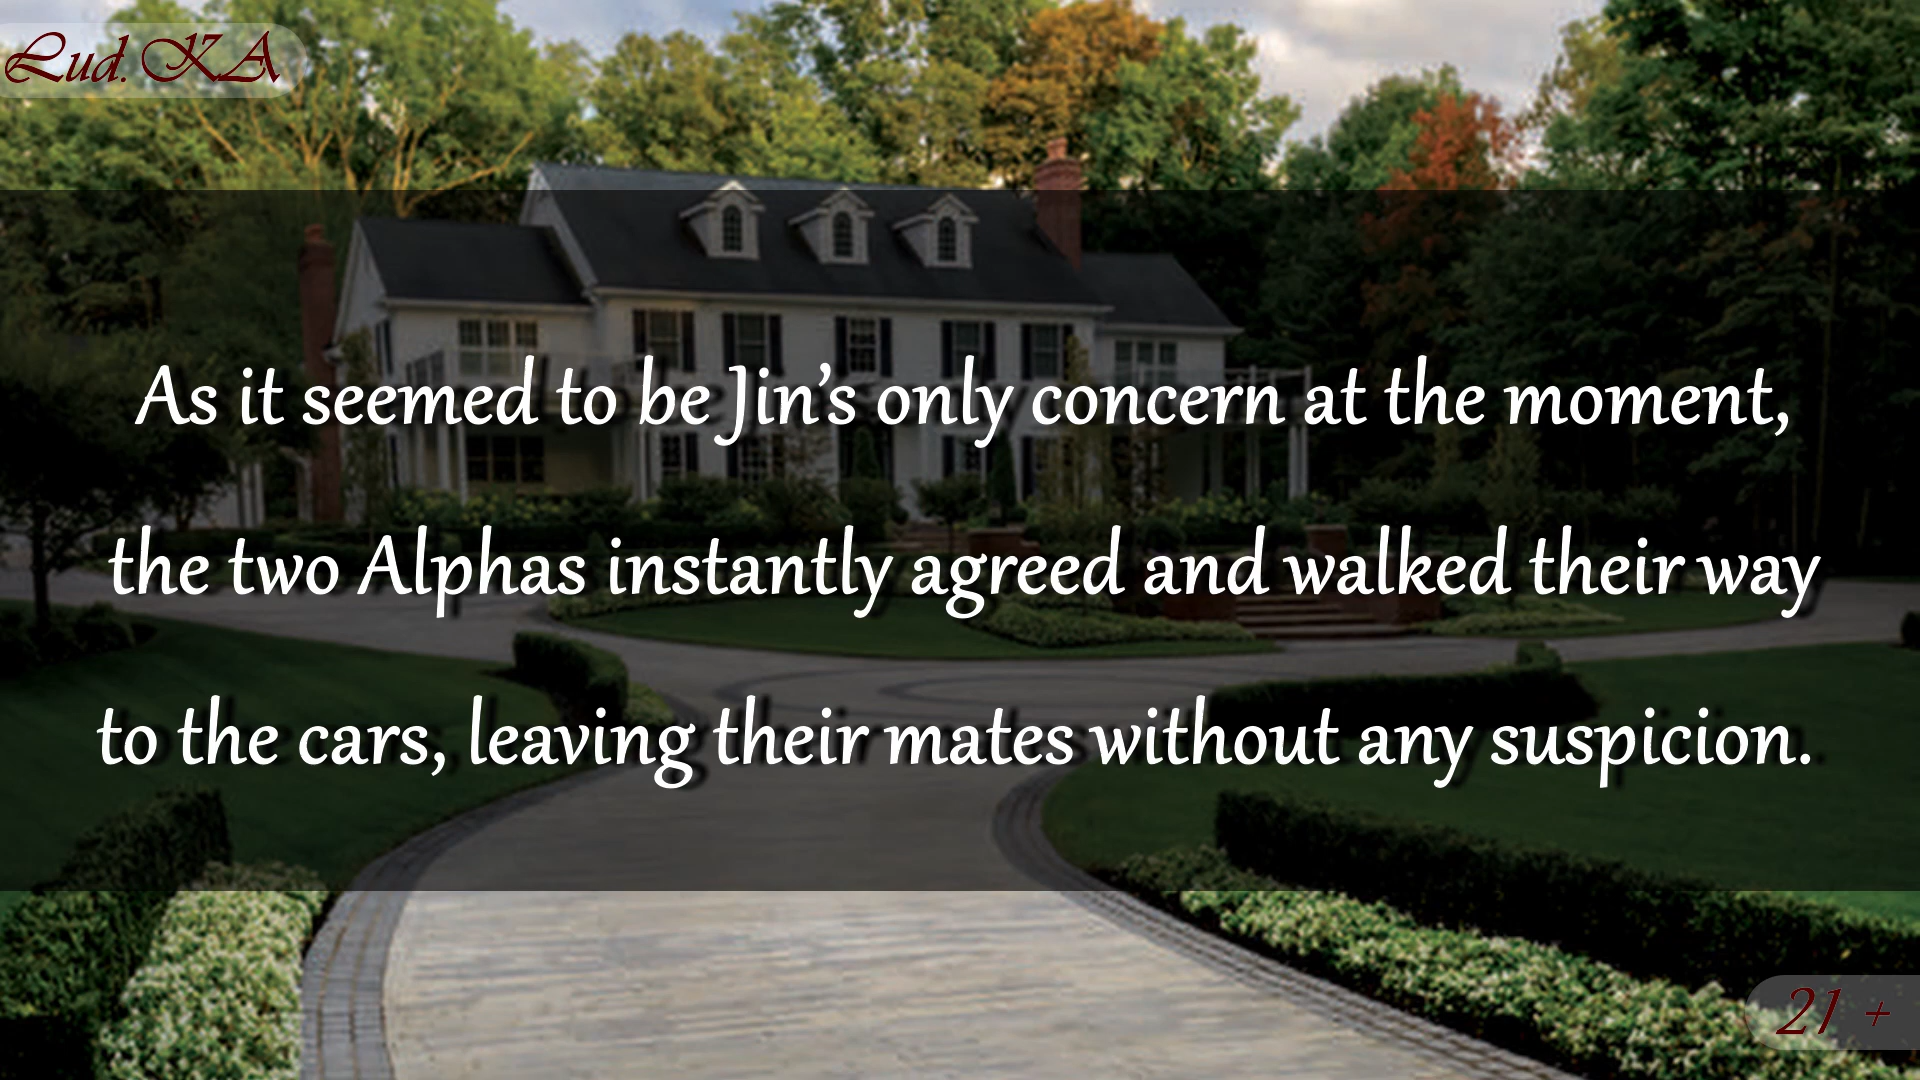 Lud. KA
As it seemed to be Jin’s only concern at the moment,
the two Alphas instantly agreed and walked their way
to the cars, leaving their mates without any suspicion.
21 +